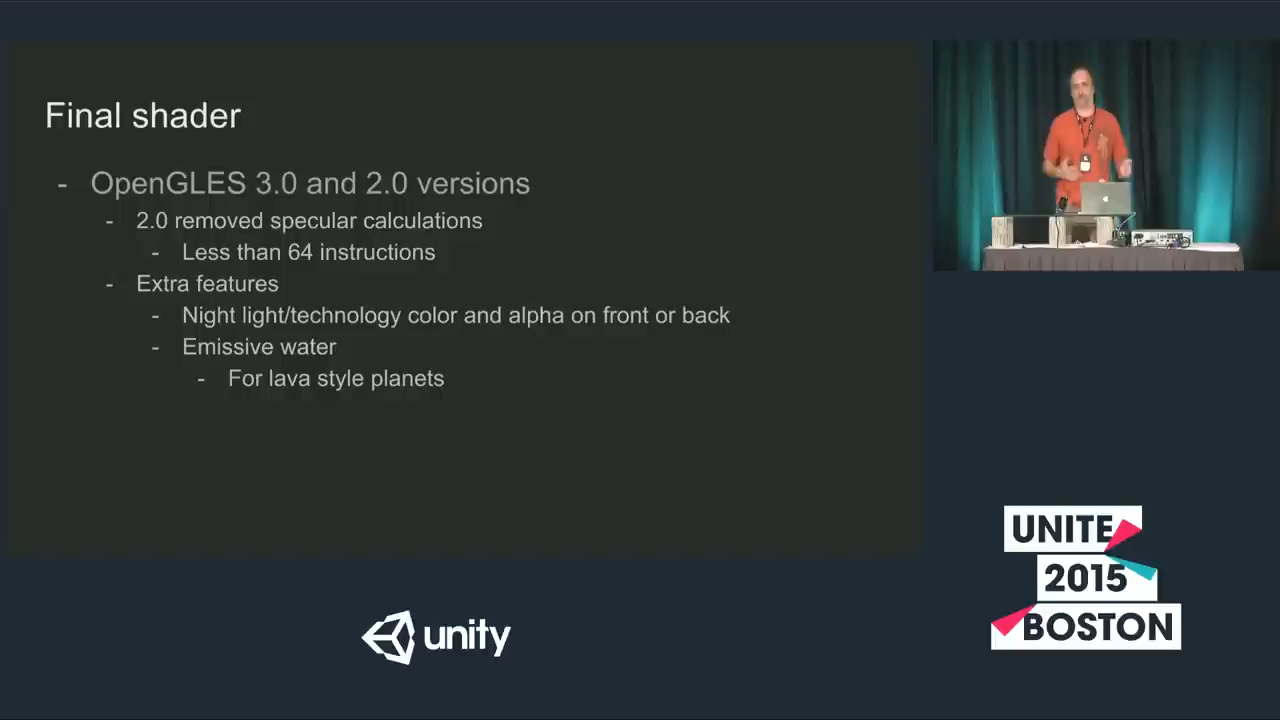 Final shader
- OpenGLES 3.0 and 2.0 versions
- 2.0 removed specular calculations
- Less than 64 instructions
- Extra features
- Night light/technology color and alpha on front or back
- Emissive water
- For lava style planets
unity
UNITE
2015
BOSTON